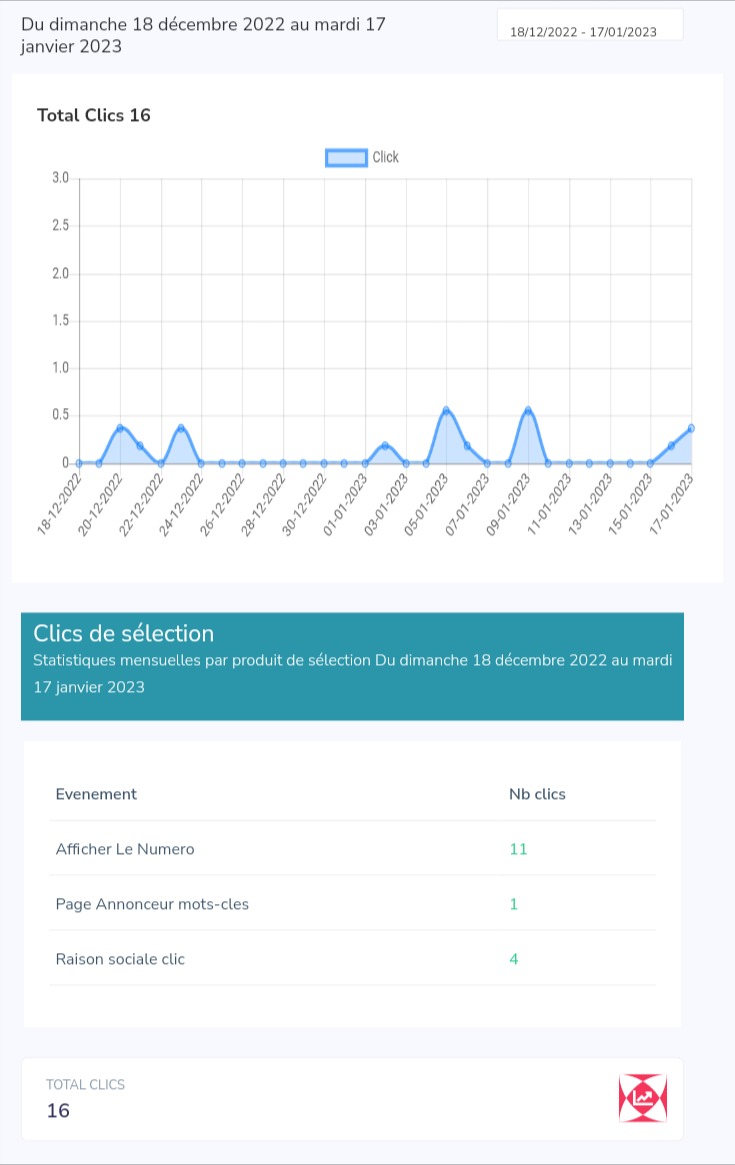 Du dimanche 18 décembre 2022 au mardi 17
janvier 2023
18/12/2022 - 17/01/2023
Total Clics 16
Click
3.0
2.5
2.0
1.5
1.0
0.5
0
18-12-2022
20-12-2022
22-12-2022
24-12-2022
26-12-2022
28-12-2022
30-12-2022
01-01-2023
03-01-2023
05-01-2023
07-01-2023
09-01-2023
11-01-2023
13-01-2023
15-01-2023
17-01-2023
Clics de sélection
Statistiques mensuelles par produit de sélection Du dimanche 18 décembre 2022 au mardi
17 janvier 2023
Evenement Nb clics
Afficher Le Numero 11
Page Annonceur mots-cles 1
Raison sociale clic 4
TOTAL CLICS
16